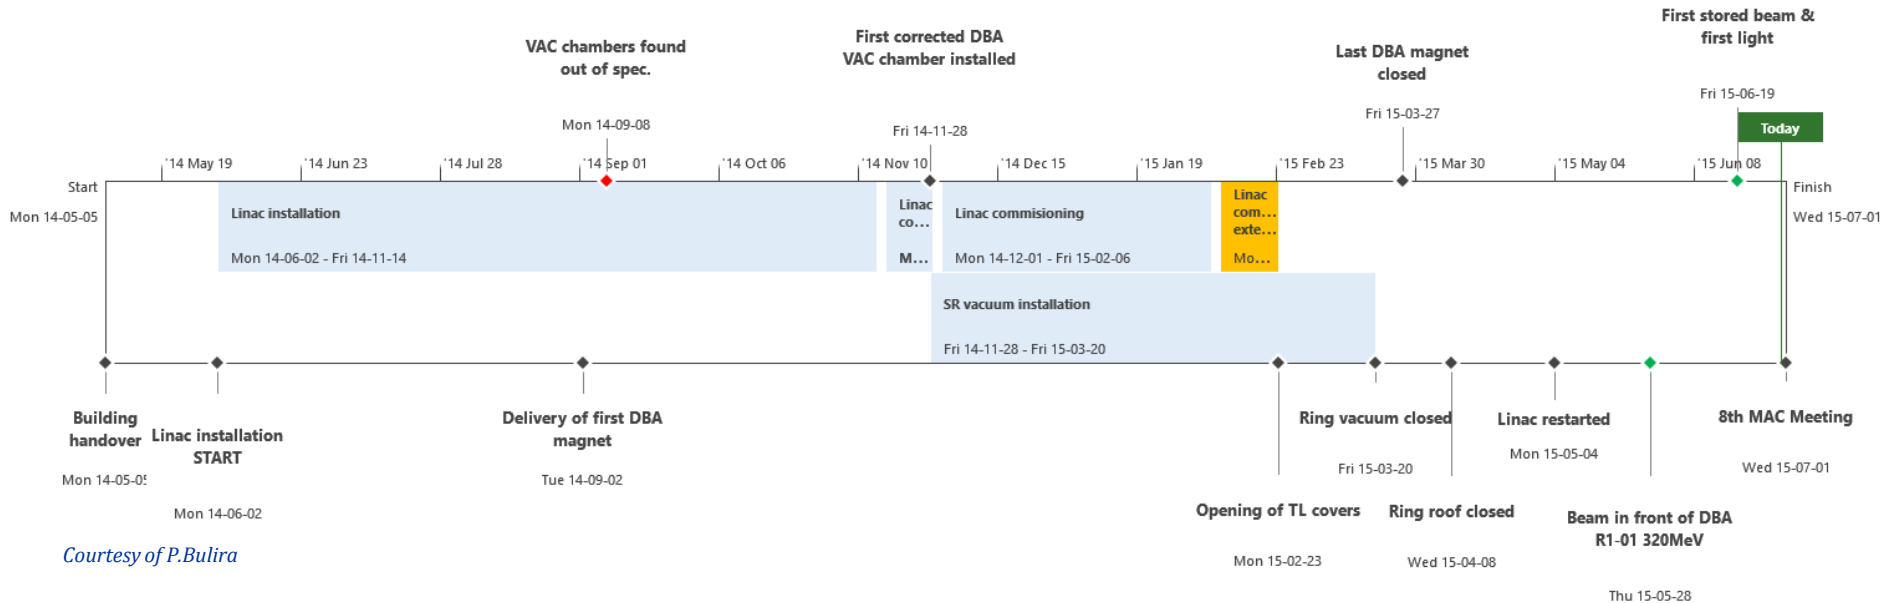 First stored beam &
first light
VAC chambers found
out of spec.
First corrected DBA
VAC chamber installed
Last DBA magnet
closed
Fri 15-06-19
Mon 14-09-08
Fri 14-11-28
Fri 15-03-27
Today
'14 May 19
'14 Jun 23
'14 Jul 28
'14 Sep 01
'14 Oct 06
'14 Nov 10
'14 Dec 15
'15 Jan 19
'15 Feb 23
'15 Mar 30
'15 May 04
'15 Jun 08
Start
Mon 14-05-05
Finish
Wed 15-07-01
Linac installation
Mon 14-06-02 - Fri 14-11-14
Linac
co...
M...
Linac commisioning
Mon 14-12-01 - Fri 15-02-06
Linac
com...
exte...
Mo...
SR vacuum installation
Fri 14-11-28 - Fri 15-03-20
Building
handover
Mon 14-05-05
Linac installation
START
Mon 14-06-02
Delivery of first DBA
magnet
Tue 14-09-02
Ring vacuum closed
Fri 15-03-20
Linac restarted
Mon 15-05-04
8th MAC Meeting
Wed 15-07-01
Opening of TL covers
Mon 15-02-23
Ring roof closed
Wed 15-04-08
Beam in front of DBA
R1-01 320MeV
Thu 15-05-28
Courtesy of P.Bulira